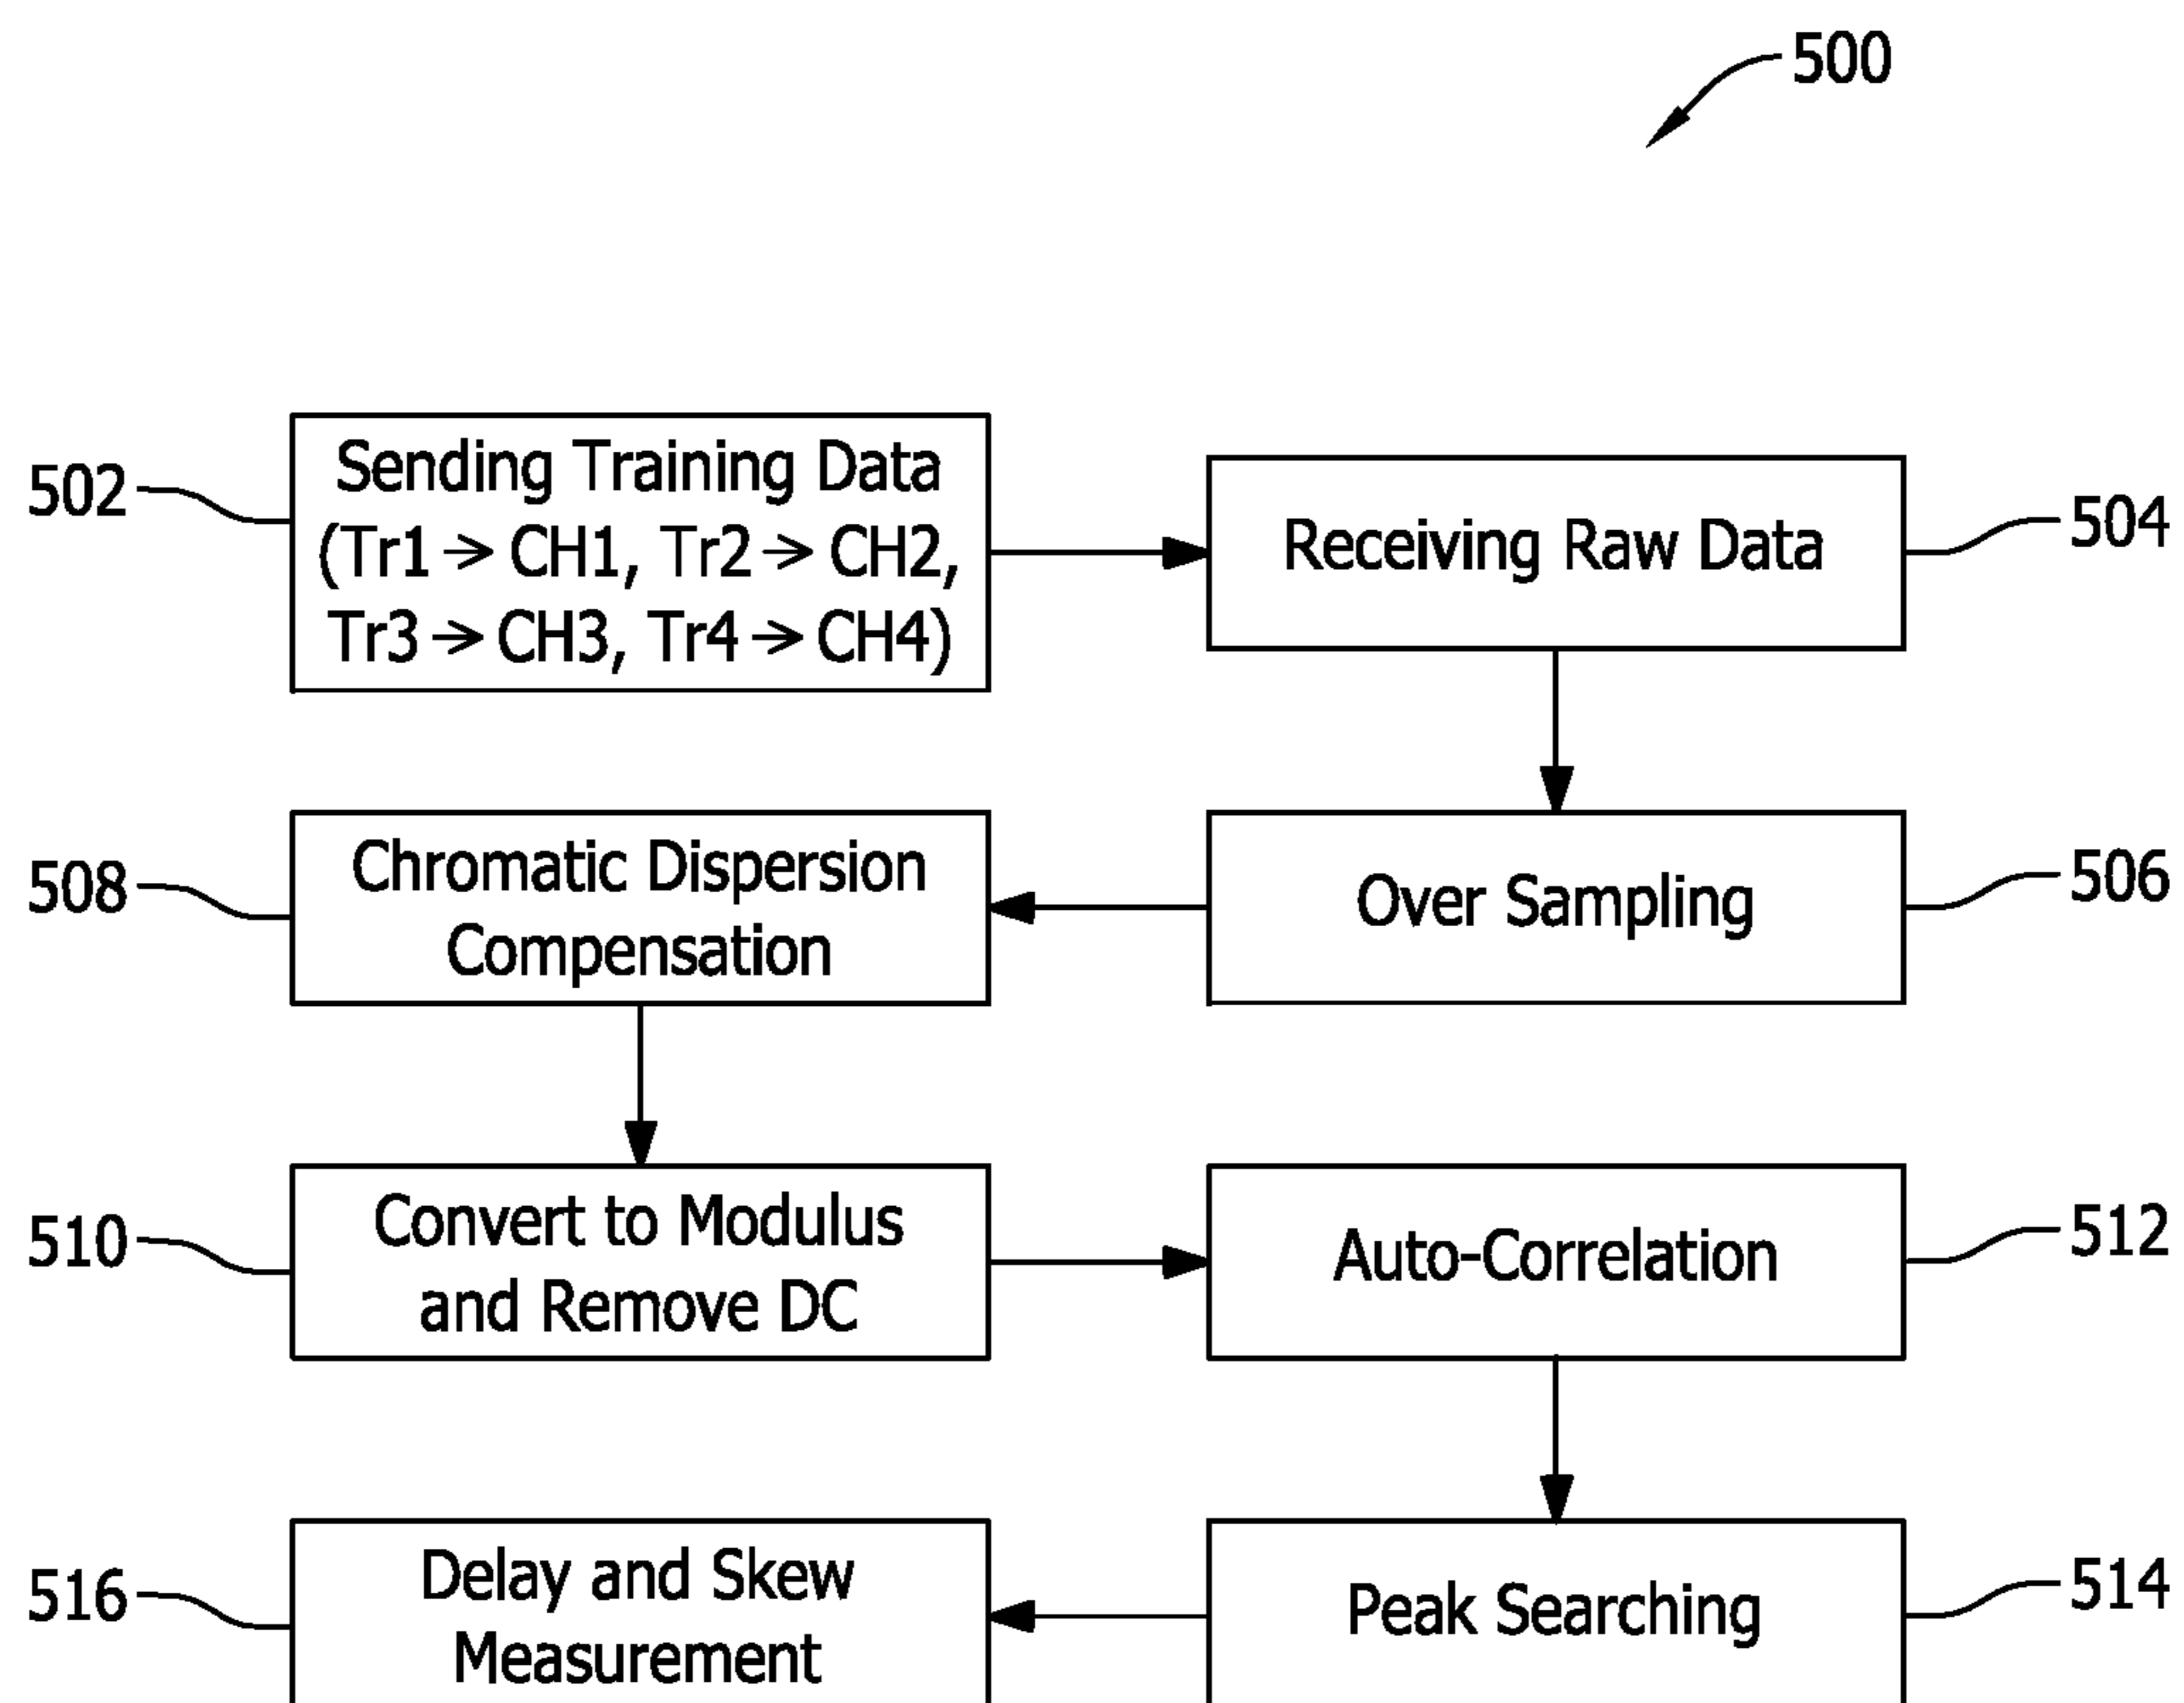 500
502
Sending Training Data
(Tr1 → CH1, Tr2 → CH2,
Tr3 → CH3, Tr4 → CH4)
Receiving Raw Data
504
508
Chromatic Dispersion
Compensation
Over Sampling
506
510
Convert to Modulus
and Remove DC
Auto-Correlation
512
516
Delay and Skew
Measurement
Peak Searching
514